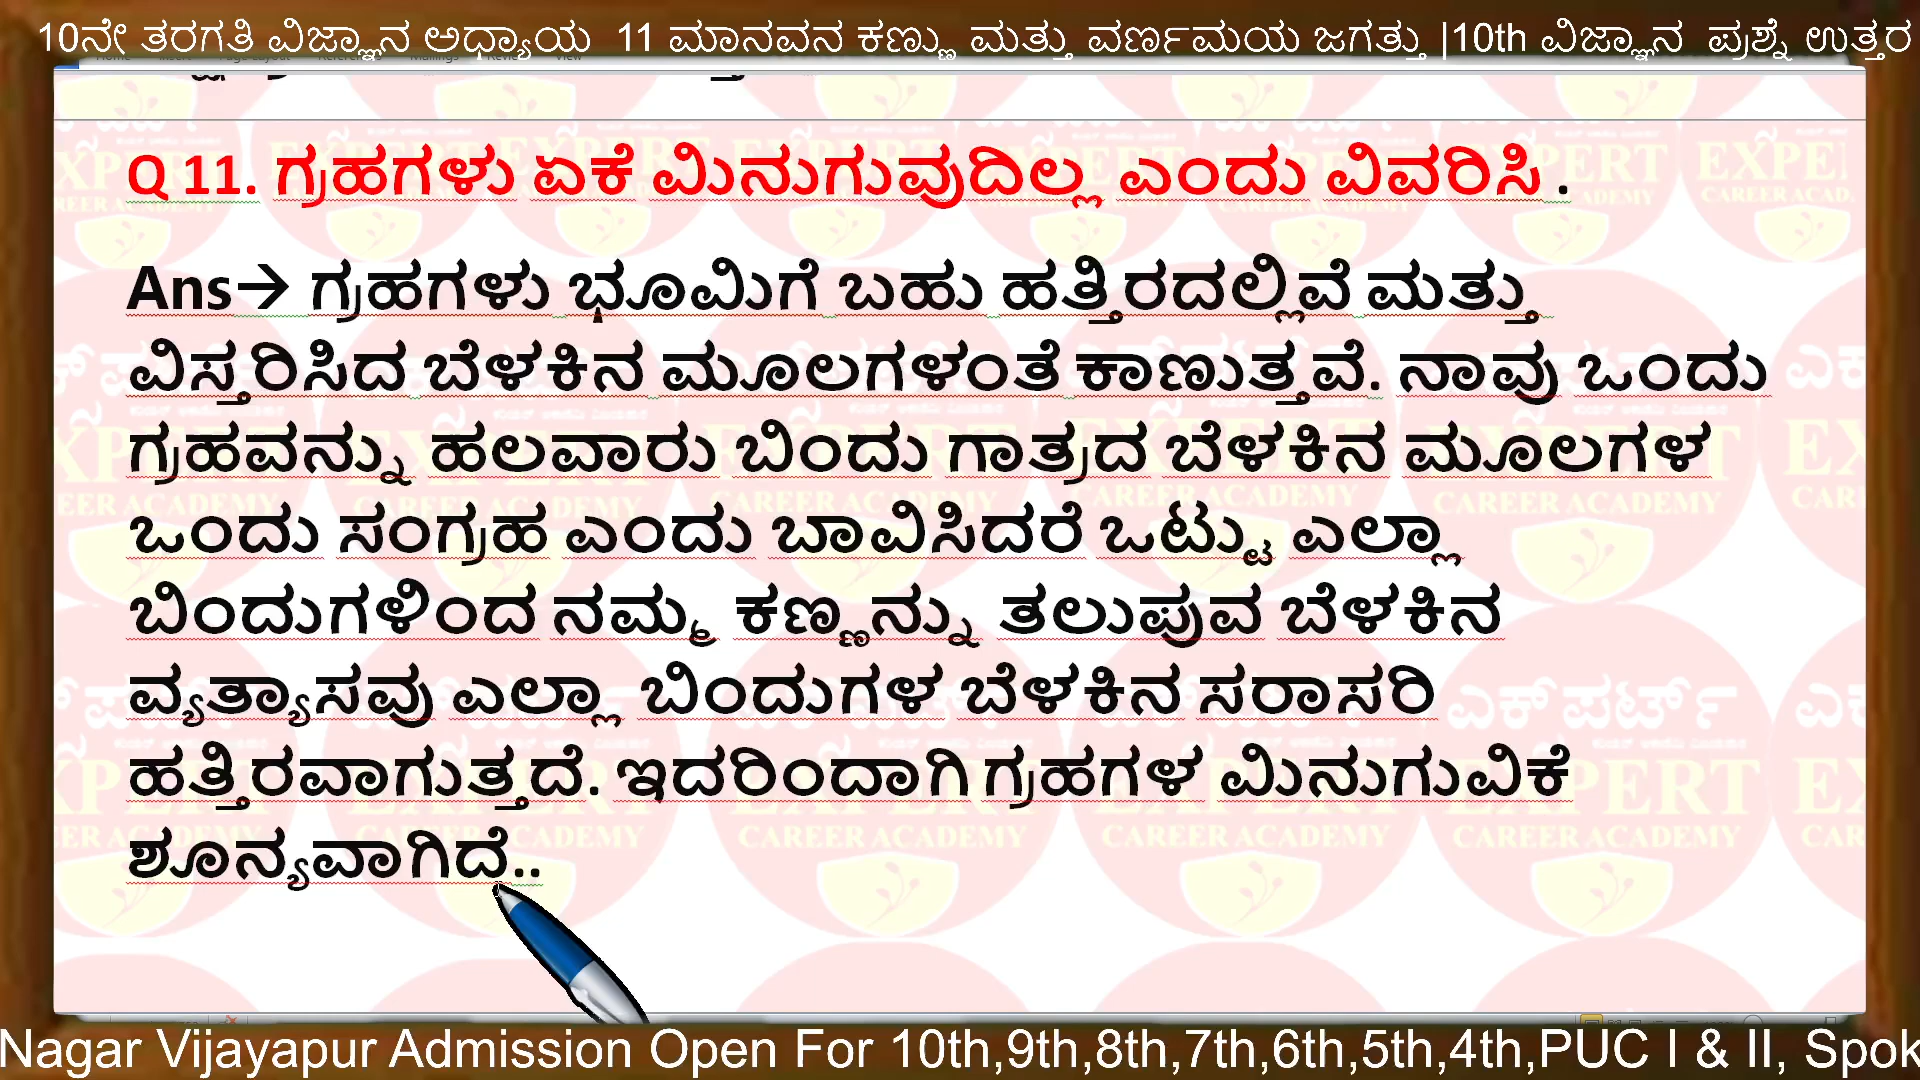 10ನೇ ತರಗತಿ ವಿಜ್ಞಾನ ಅಧ್ಯಾಯ 11 ಮಾನವನ ಕಣ್ಣು ಮತ್ತು ವರ್ಣಮಯ ಜಗತ್ತು |10th ವಿಜ್ಞಾನ ಪ್ರಶ್ನೆ ಉತ್ತರ
Q 11. ಗ್ರಹಗಳು ಏಕೆ ಮಿನುಗುವುದಿಲ್ಲ ಎಂದು ವಿವರಿಸಿ .
Ans→ ಗ್ರಹಗಳು ಭೂಮಿಗೆ ಬಹು ಹತ್ತಿರದಲ್ಲಿವೆ ಮತ್ತು
ವಿಸ್ತರಿಸಿದ ಬೆಳಕಿನ ಮೂಲಗಳಂತೆ ಕಾಣುತ್ತವೆ. ನಾವು ಒಂದು
ಗ್ರಹವನ್ನು ಹಲವಾರು ಬಿಂದು ಗಾತ್ರದ ಬೆಳಕಿನ ಮೂಲಗಳ
ಒಂದು ಸಂಗ್ರಹ ಎಂದು ಬಾವಿಸಿದರೆ ಒಟ್ಟು ಎಲ್ಲಾ
ಬಿಂದುಗಳಿಂದ ನಮ್ಮ ಕಣ್ಣನ್ನು ತಲುಪುವ ಬೆಳಕಿನ
ವ್ಯತ್ಯಾಸವು ಎಲ್ಲಾ ಬಿಂದುಗಳ ಬೆಳಕಿನ ಸರಾಸರಿ
ಹತ್ತಿರವಾಗುತ್ತದೆ. ಇದರಿಂದಾಗಿ ಗ್ರಹಗಳ ಮಿನುಗುವಿಕೆ
ಶೂನ್ಯವಾಗಿದೆ..
Nagar Vijayapur Admission Open For 10th,9th,8th,7th,6th,5th,4th,PUC I & II, Spok